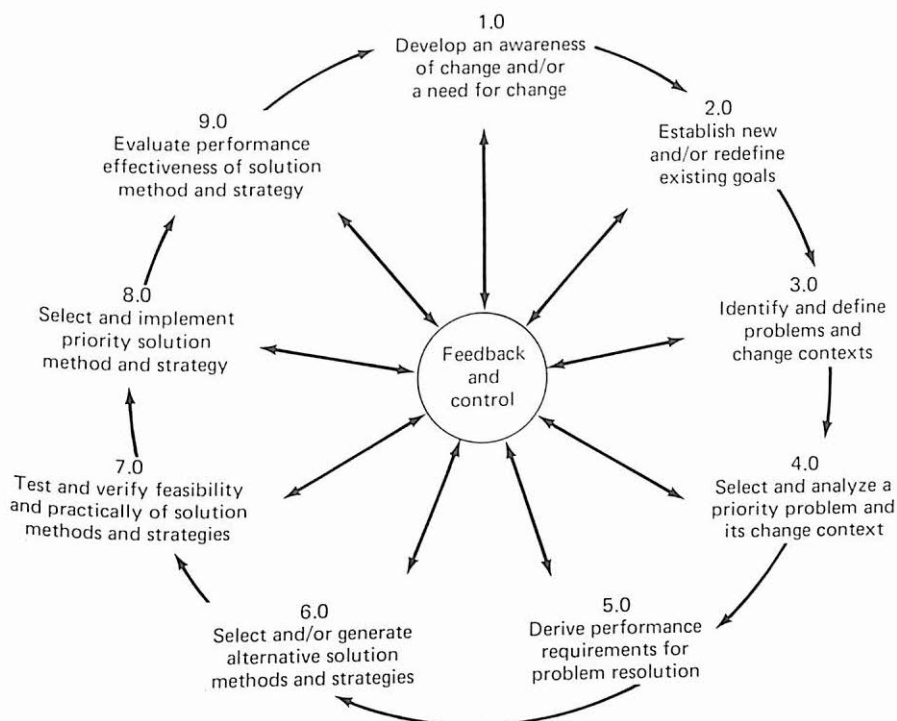 1.0
Develop an awareness
of change and/or
a need for change
2.0
Establish new
and/or redefine
existing goals
3.0
Identify and define
problems and
change contexts
4.0
Select and analyze a
priority problem and
its change context
5.0
Derive performance
requirements for
problem resolution
6.0
Select and/or generate
alternative solution
methods and strategies
7.0
Test and verify feasibility
and practically of solution
methods and strategies
8.0
Select and implement
priority solution
method and strategy
9.0
Evaluate performance
effectiveness of solution
method and strategy
Feedback
and
control